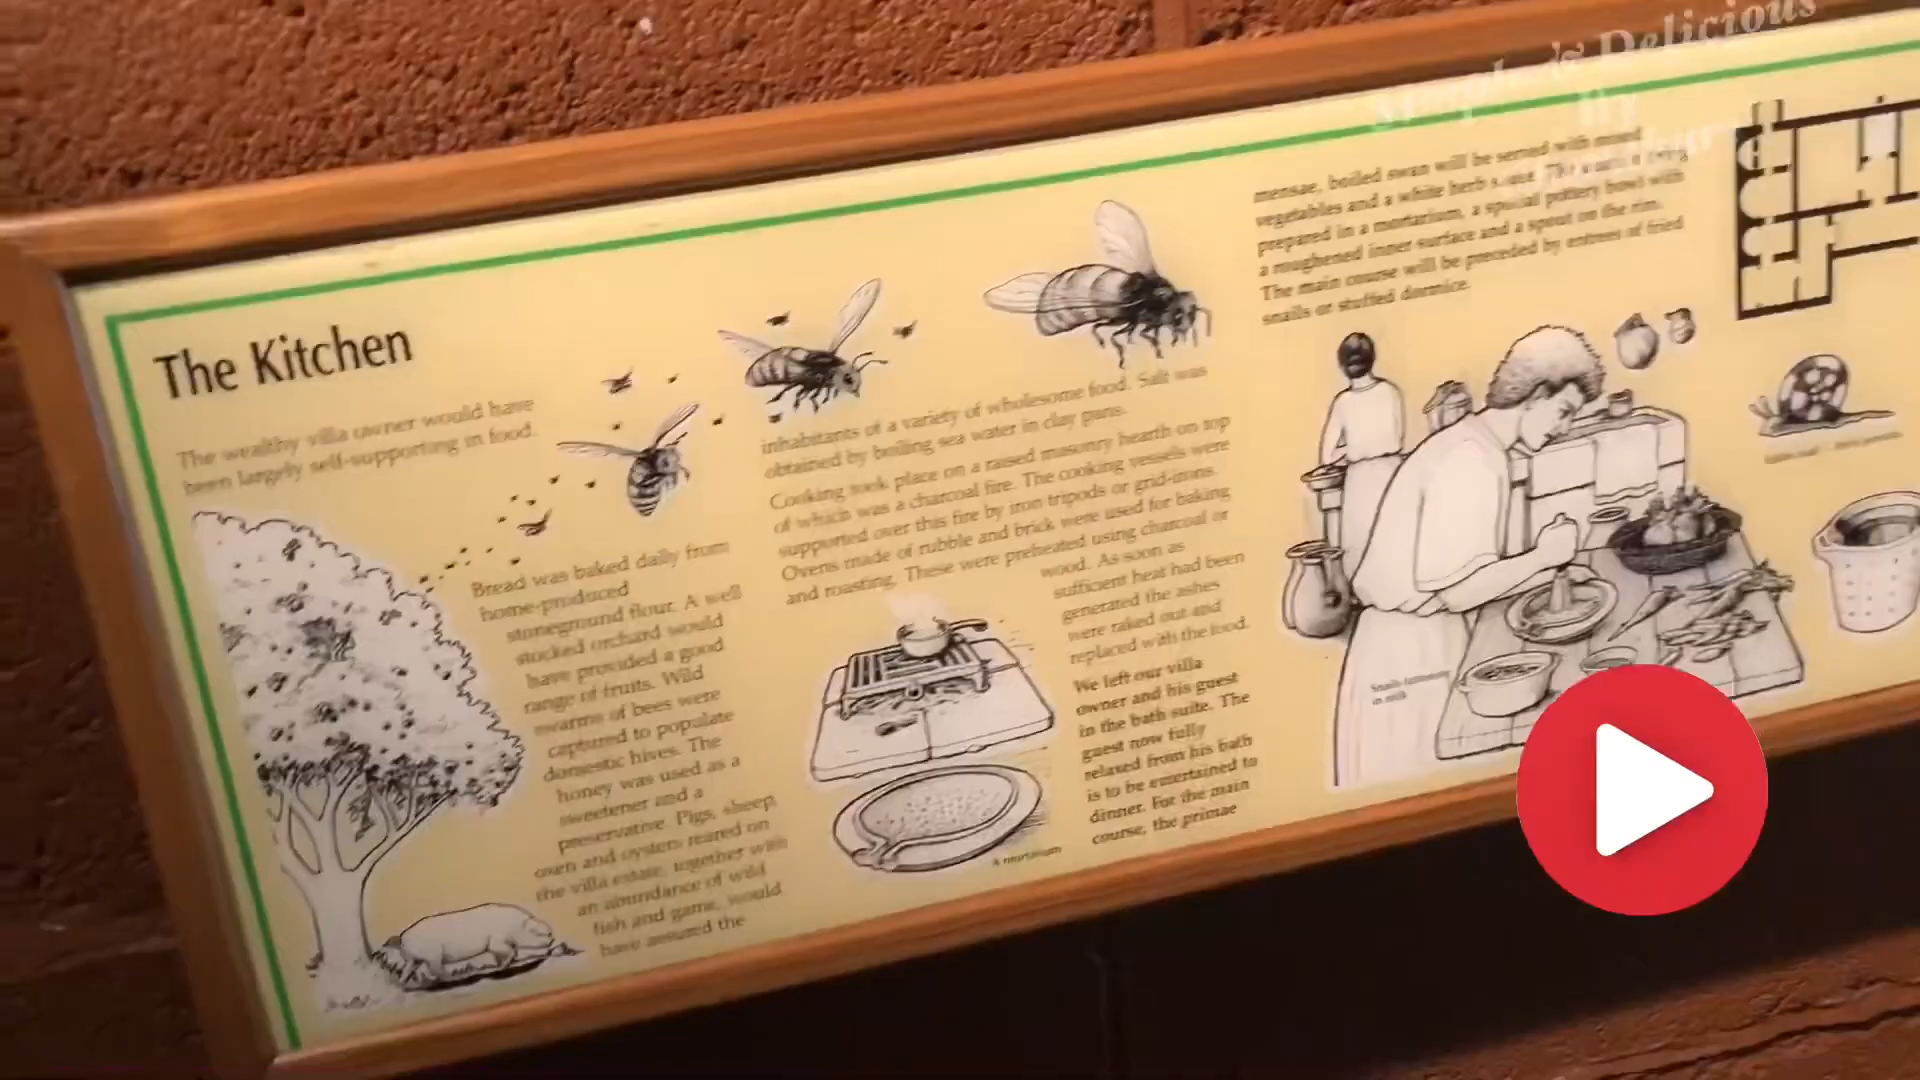 The Kitchen
The wealthy villa owner would have
been largely self-supporting in food.
Bread was baked daily from
home-produced
stoneground flour. A well
stocked orchard would
have provided a good
range of fruits. Wild
swarms of bees were
captured to populate
domestic hives. The
honey was used as a
sweetener and a
preservative. Pigs, sheep,
oxen and oysters reared on
the villa estate, together with
an abundance of wild
fish and game, would
have assured the
inhabitants of a variety of wholesome food. Salt was
obtained by boiling sea water in clay pans.
Cooking took place on a raised masonry hearth on top
of which was a charcoal fire. The cooking vessels were
supported over this fire by iron tripods or grid-irons.
Ovens made of rubble and brick were used for baking
and roasting. These were preheated using charcoal or
wood. As soon as
sufficient heat had been
generated the ashes
were raked out and
replaced with the food.
We left our villa
owner and his guest
in the bath suite. The
guest now fully
relaxed from his bath
is to be entertained to
dinner. For the main
course, the primae
A mortarium
mensae, boiled swan will be served with mixed
vegetables and a white herb sauce. The sauce is being
prepared in a mortarium, a special pottery bowl with
a roughened inner surface and a spout on the rim.
The main course will be preceded by entrees of fried
snails or stuffed dormice.
Snails fattening
in milk
Simple & Delicious
By